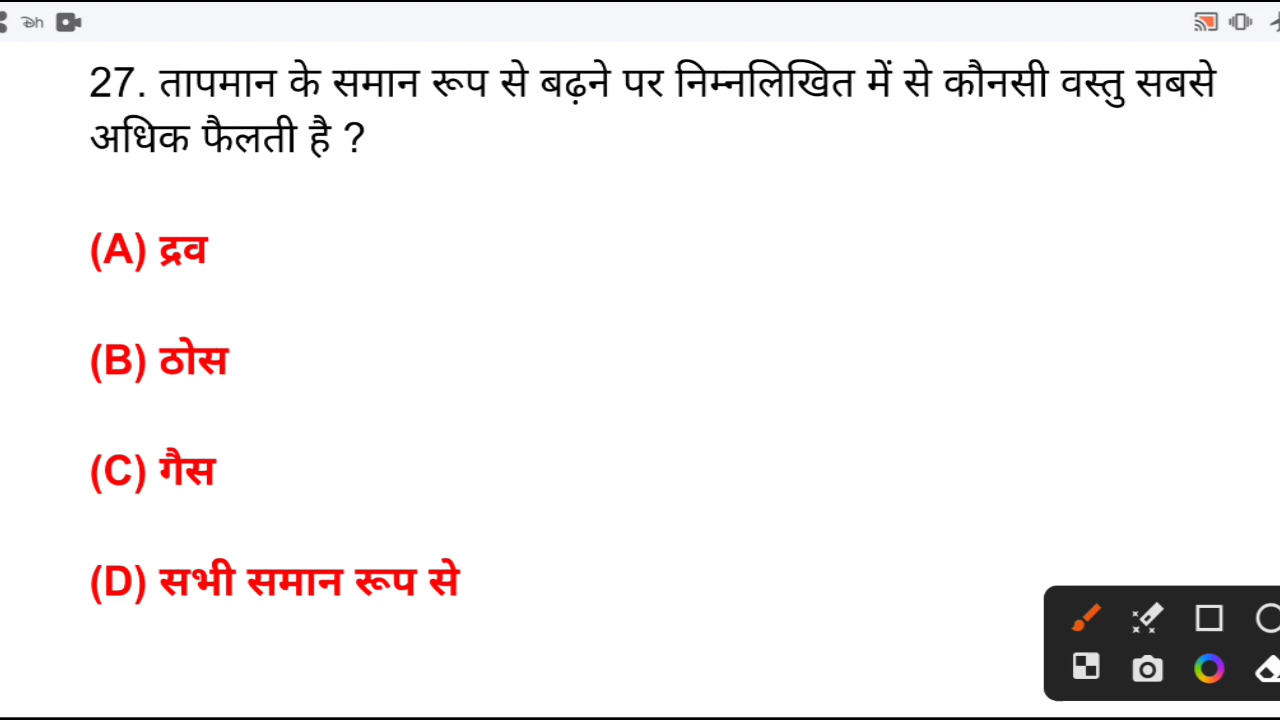 27. तापमान के समान रूप से बढ़ने पर निम्नलिखित में से कौनसी वस्तु सबसे
अधिक फैलती है ?
(A) द्रव
(B) ठोस
(C) गैस
(D) सभी समान रूप से